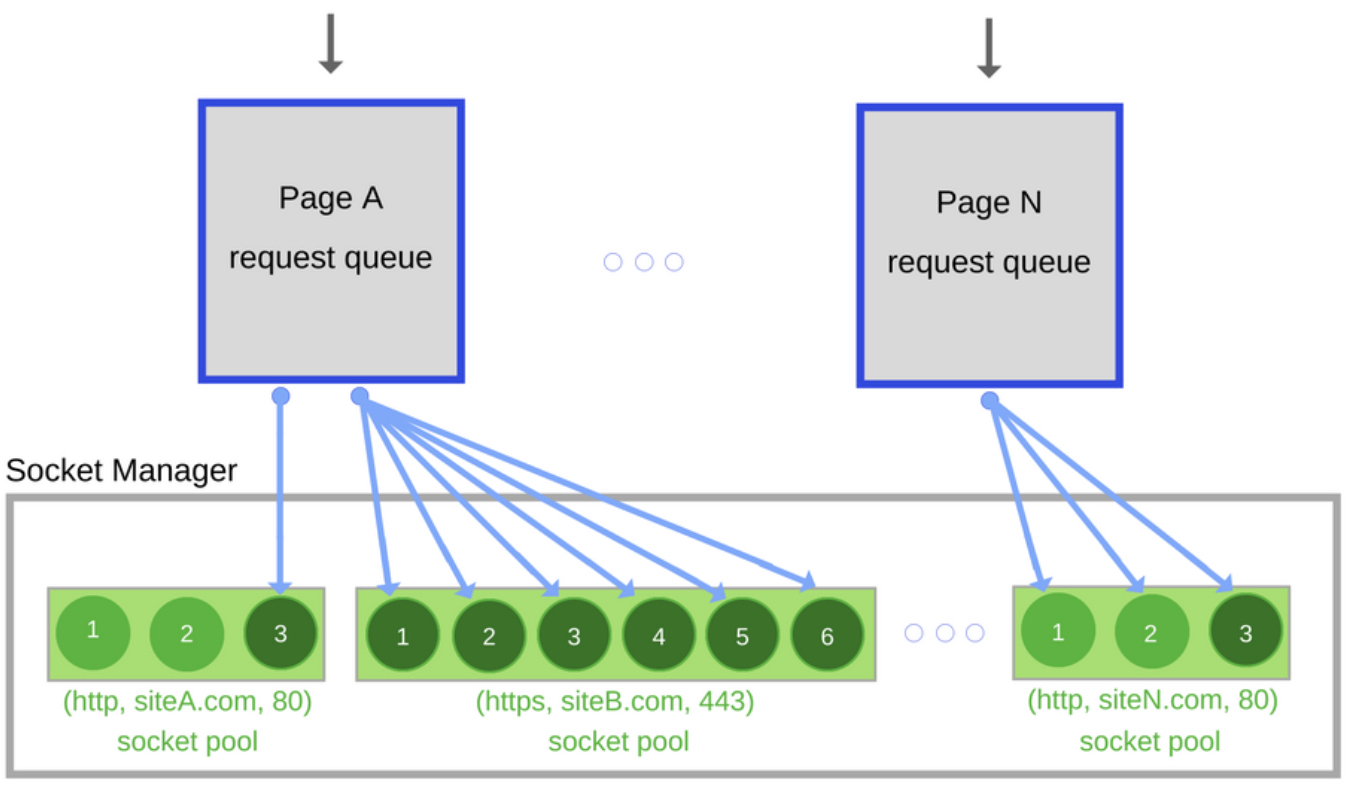 Page A
request queue
Page N
request queue
Socket Manager
1 2 3
1 2 3 4 5 6
1 2 3
(http, siteA.com, 80)
socket pool
(https, siteB.com, 443)
socket pool
(http, siteN.com, 80)
socket pool